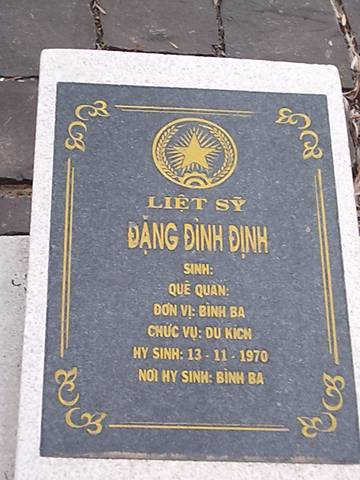 LIỆT SỸ
ĐẶNG ĐÌNH ĐỊNH
SINH:
QUÊ QUÁN:
ĐƠN VỊ: BÌNH BA
CHỨC VỤ: DU KÍCH
HY SINH: 13 - 11 - 1970
NƠI HY SINH: BÌNH BA